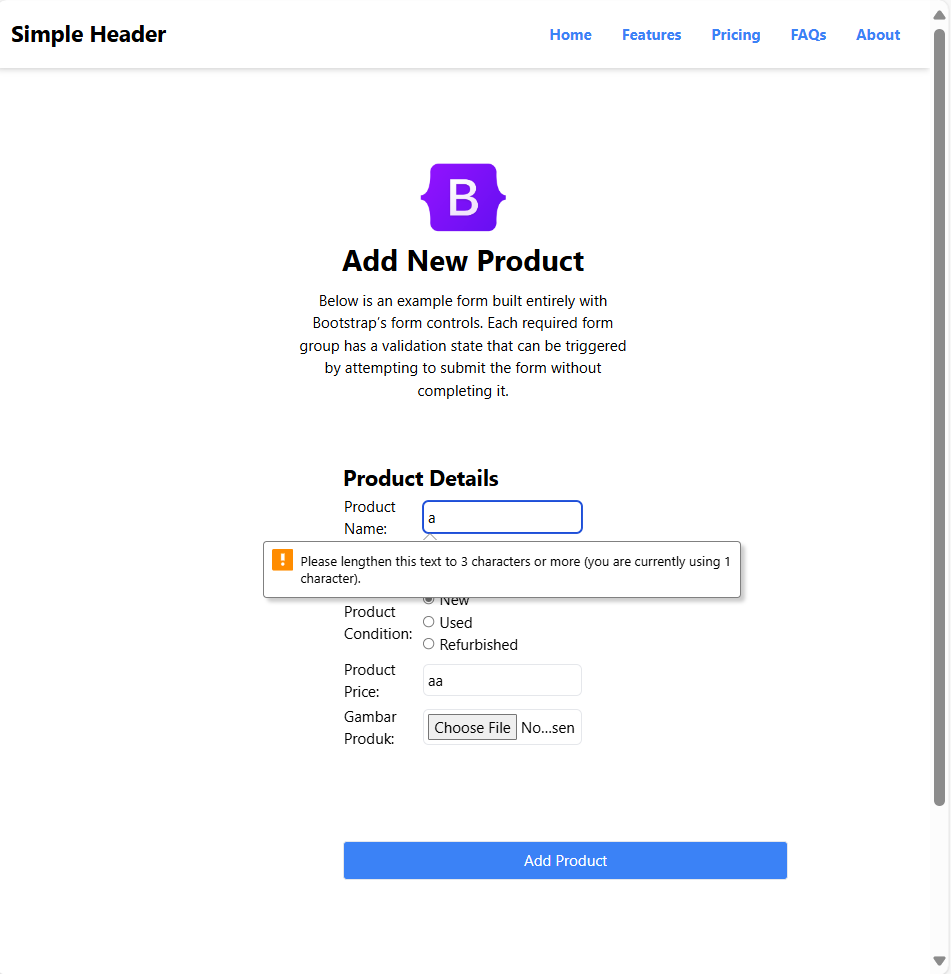 Simple Header
Home Features Pricing FAQs About
B
Add New Product
Below is an example form built entirely with
Bootstrap's form controls. Each required form
group has a validation state that can be triggered
by attempting to submit the form without
completing it.
Product Details
Product
Name:
a
! Please lengthen this text to 3 characters or more (you are currently using 1
character).
New
Product
Condition:
Used
Refurbished
Product
Price:
aa
Gambar
Produk:
Choose File No...sen
Add Product